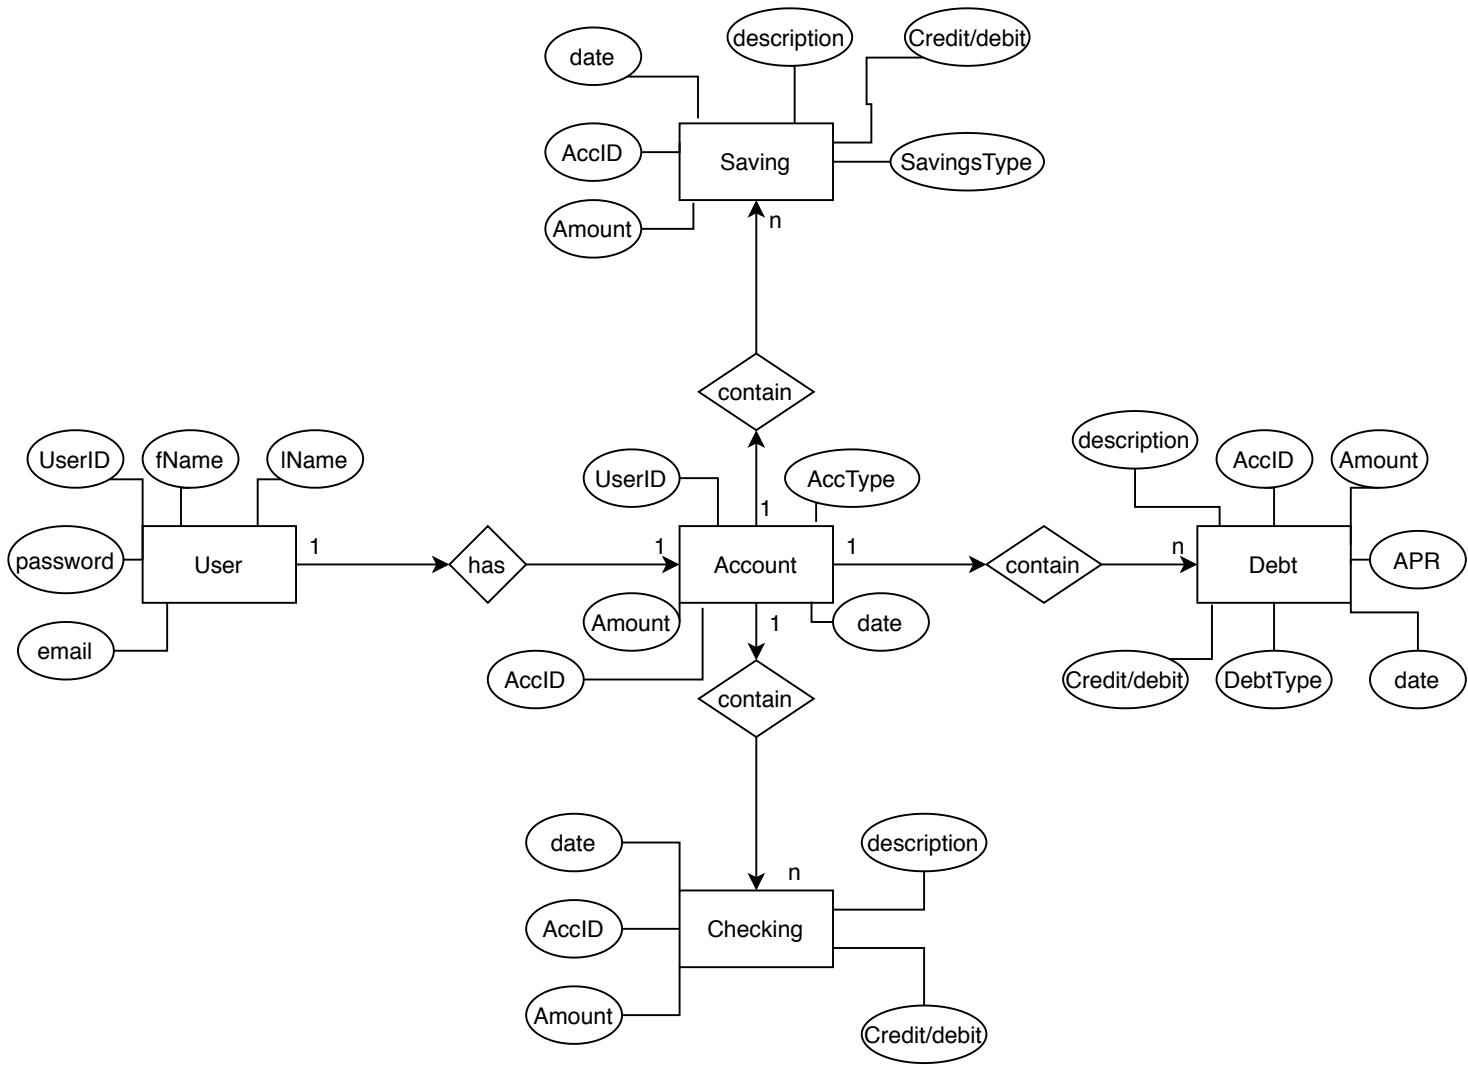 date
description
Credit/debit
AccID
Saving
SavingsType
Amount
n
contain
UserID
fName
lName
UserID
1
AccType
description
AccID
Amount
password
User
1
has
1
Account
1
contain
n
Debt
APR
email
Amount
AccID
1
date
contain
Credit/debit
DebtType
date
date
n
description
AccID
Checking
Amount
Credit/debit